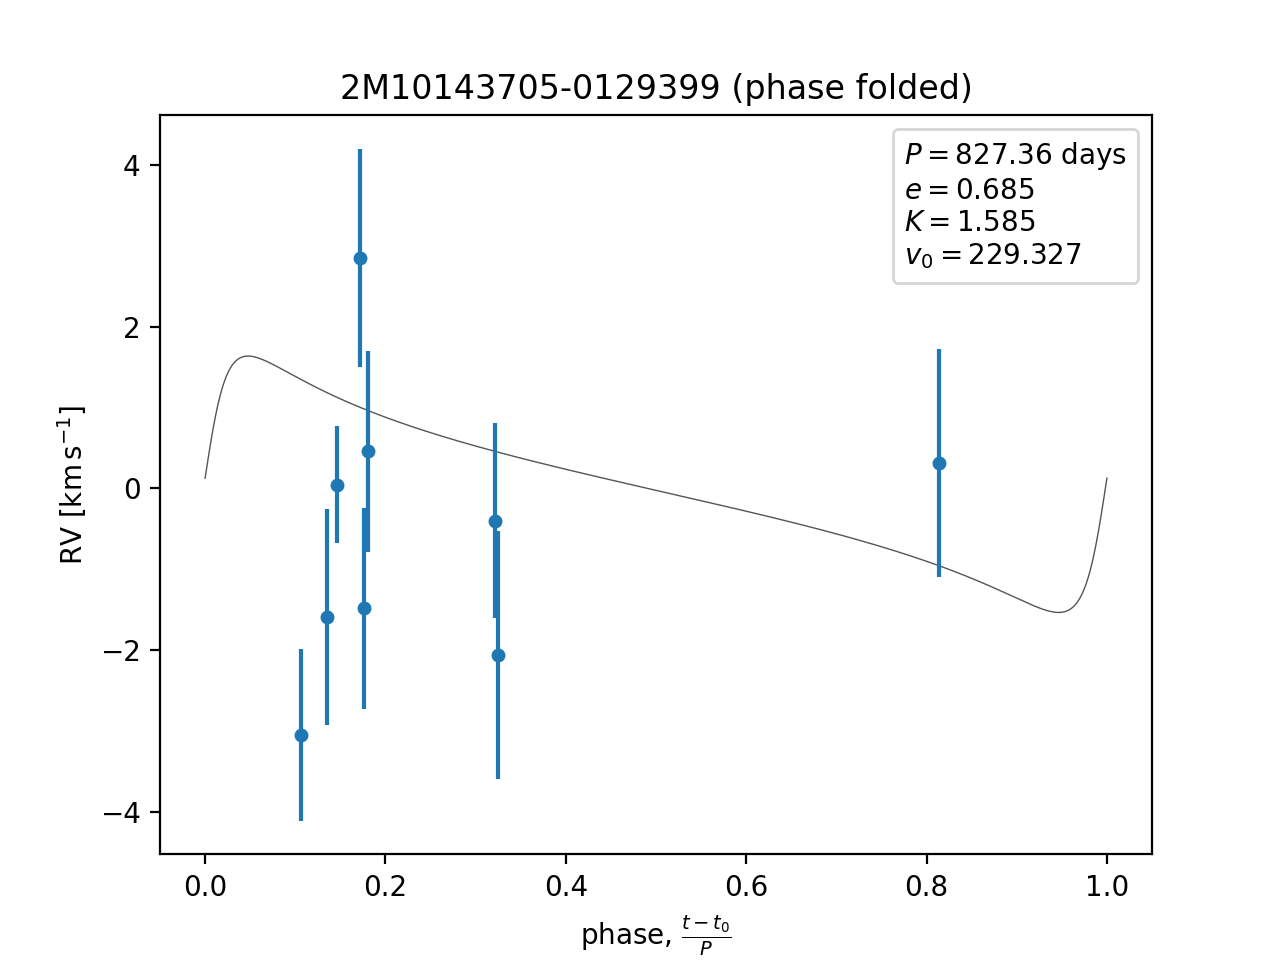 2M10143705-0129399 (phase folded)
P = 827.36 days
e = 0.685
K = 1.585
v₀ = 229.327
4
2
0
−2
−4
RV [km s⁻¹]
0.0 0.2 0.4 0.6 0.8 1.0
phase, (t − t₀)/P